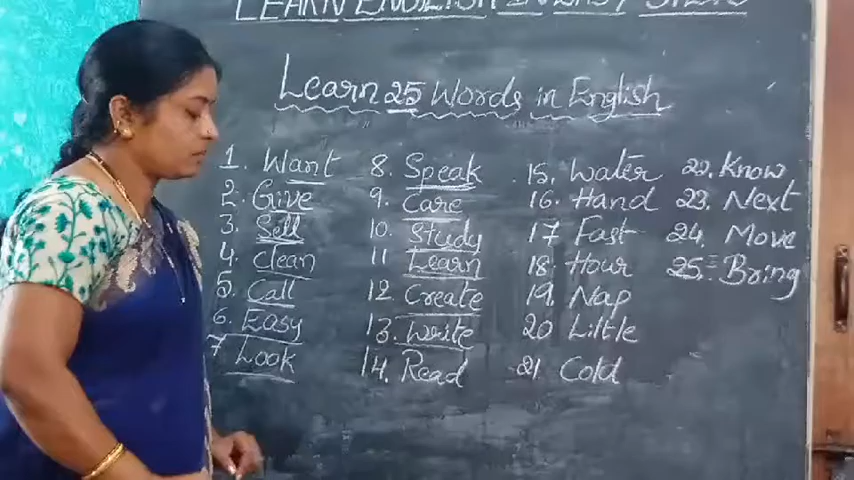 LEARN ENGLISH IN EASY STEPS
Learn 25 Words in English
1. Want
2. Give
3. Sell
4. Clean
5. Call
6. Easy
7. Look
8. Speak
9. Care
10. Study
11. Learn
12. Create
13. Write
14. Read
15. Water
16. Hand
17. Fast
18. Hour
19. Nap
20. Little
21. Cold
22. Know
23. Next
24. Move
25. Bring